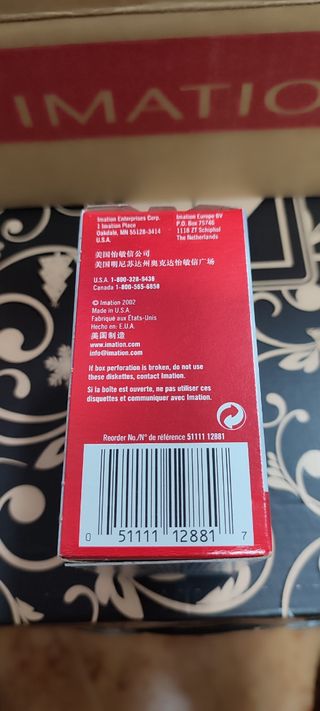 IMATIO
Imation Enterprises Corp.
1 Imation Place
Oakdale, MN 55128-3414
U.S.A.
Imation Europe BV
P.O. Box 75746
1118 ZT Schiphol
The Netherlands
美国怡敏信公司
美国明尼苏达州奥克达怡敏信广场
U.S.A. 1-800-328-9438
Canada 1-800-565-6850
© Imation 2002
Made in U.S.A.
Fabriqué aux États-Unis
Hecho en: E.U.A.
美国制造
www.imation.com
info@imation.com
If box perforation is broken, do not use
these diskettes, contact Imation.
Si la boîte est ouverte, ne pas utiliser ces
disquettes et communiquer avec Imation.
Reorder No./N° de référence 51111 12881
0 51111 12881 7